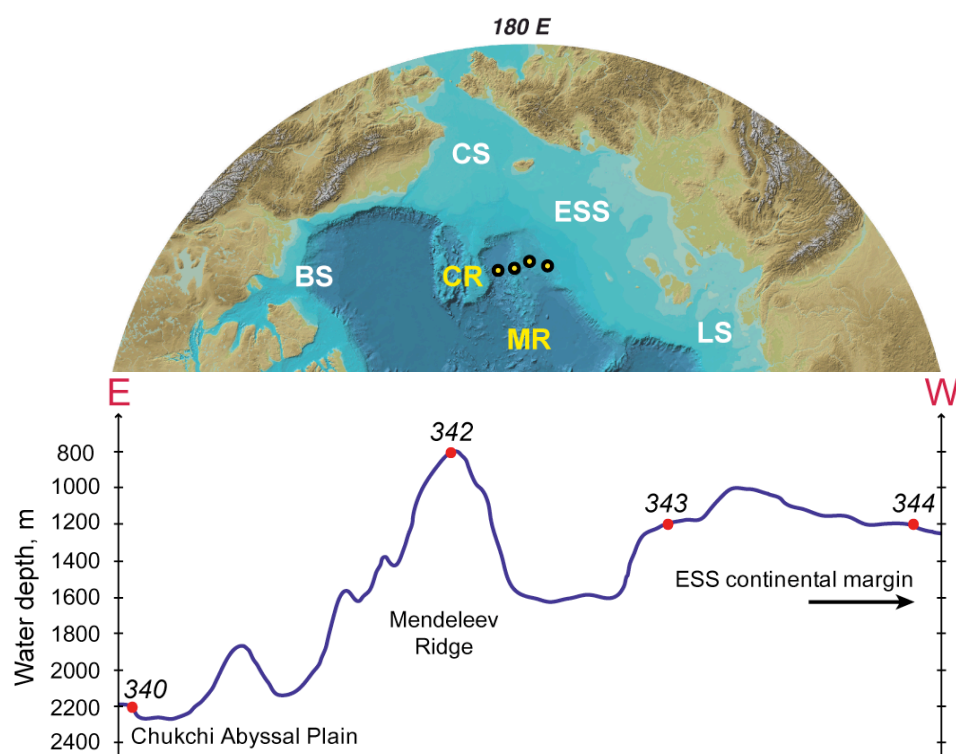 180 E
CS
ESS
BS
CR
LS
MR
E
W
342
800
1000
343
344
1200
1400
ESS continental margin
1600
Mendeleev
Ridge
1800
2000
340
2200
Chukchi Abyssal Plain
2400
Water depth, m